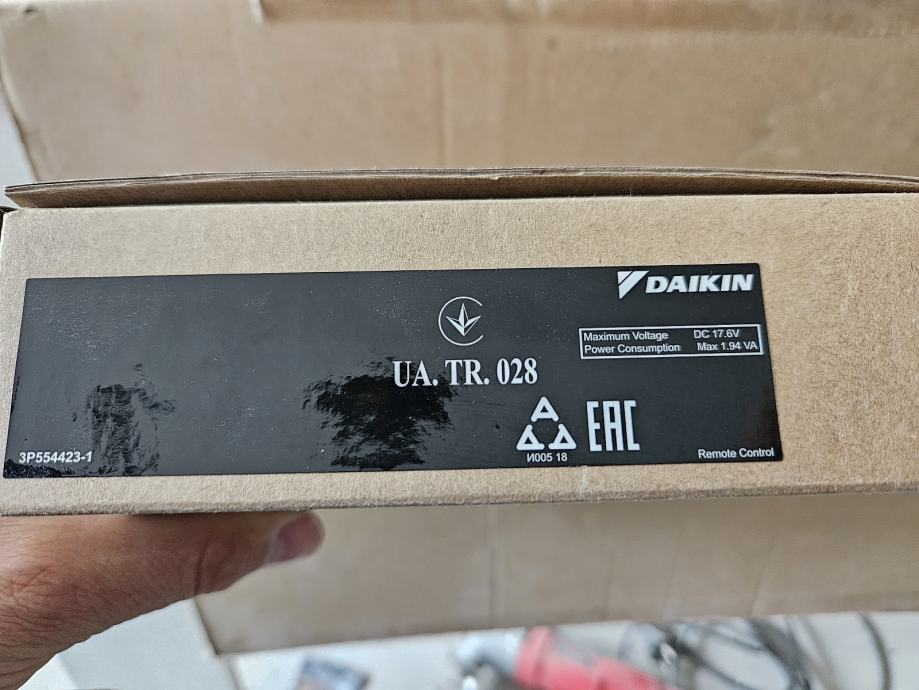 DAIKIN
Maximum Voltage DC 17.6V
Power Consumption Max 1.94 VA
UA. TR. 028
EAC
И005 18
3P554423-1
Remote Control